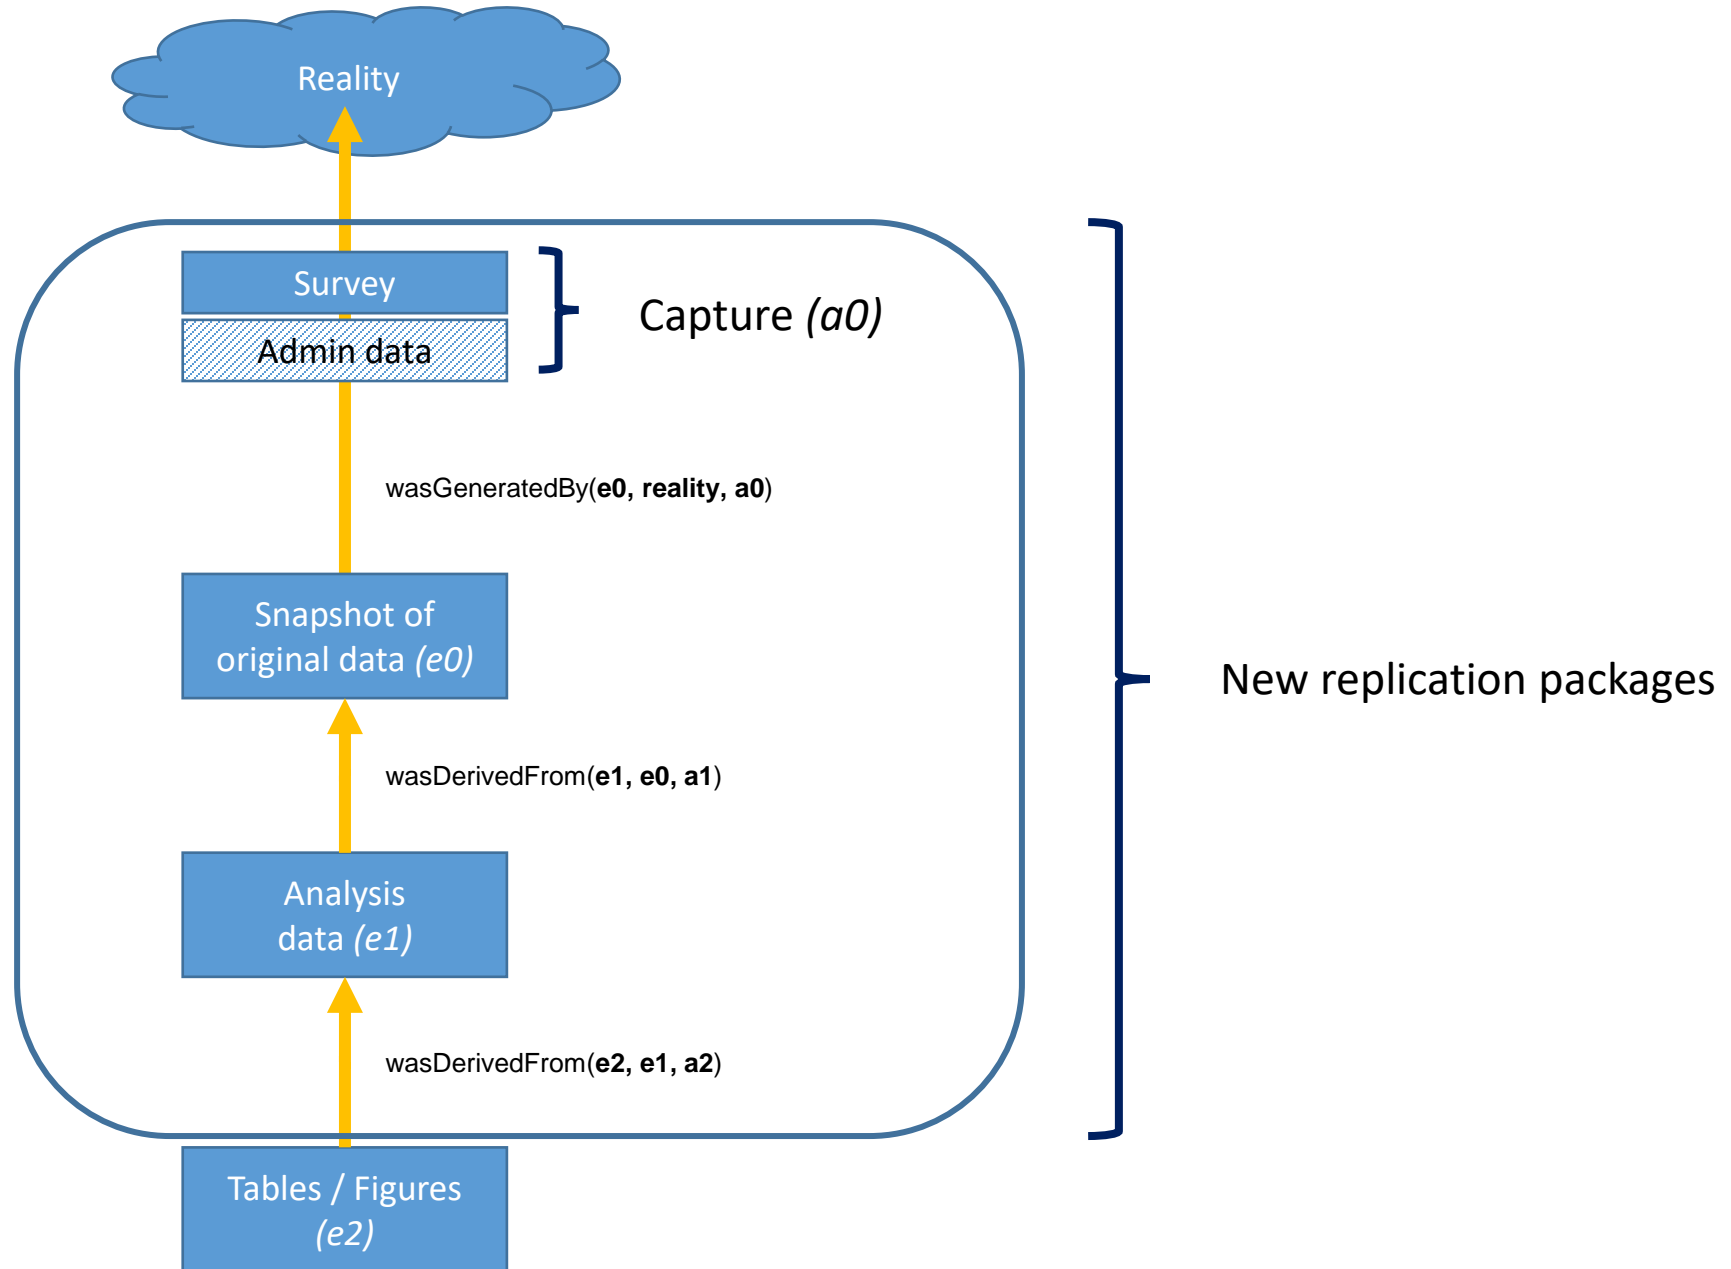 Reality
Survey
Admin data
Capture (a0)
wasGeneratedBy(e0, reality, a0)
Snapshot of
original data (e0)
New replication packages
wasDerivedFrom(e1, e0, a1)
Analysis
data (e1)
wasDerivedFrom(e2, e1, a2)
Tables / Figures
(e2)